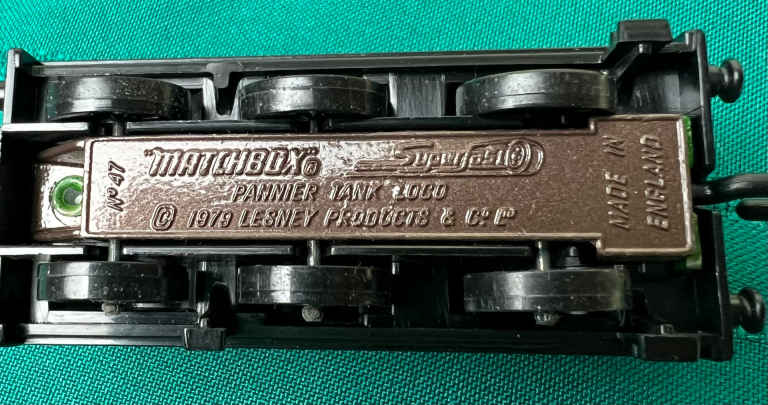 "MATCHBOX"® Superfast
PANNIER TANK LOCO
© 1979 LESNEY PRODUCTS & Cº Lᵀᴰ
Nº 47
MADE IN
ENGLAND